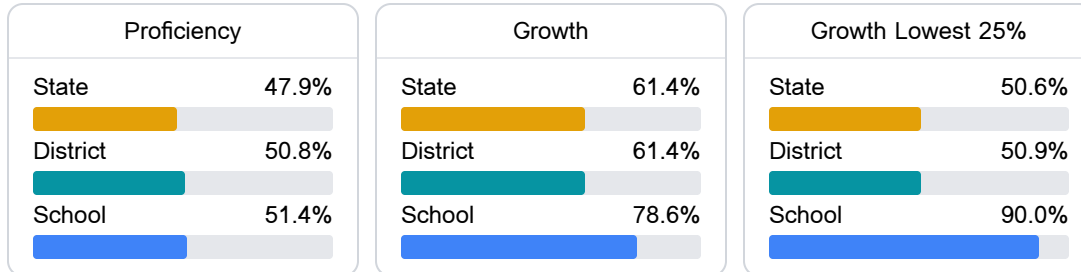 Proficiency
State 47.9%
District 50.8%
School 51.4%
Growth
State 61.4%
District 61.4%
School 78.6%
Growth Lowest 25%
State 50.6%
District 50.9%
School 90.0%